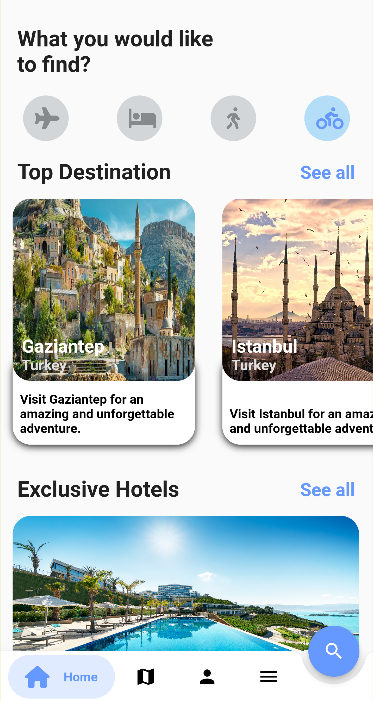 What you would like
to find?
Top Destination
See all
Gaziantep
Turkey
Visit Gaziantep for an
amazing and unforgettable
adventure.
Istanbul
Turkey
Visit Istanbul for an amaz
and unforgettable advent
Exclusive Hotels
See all
Home